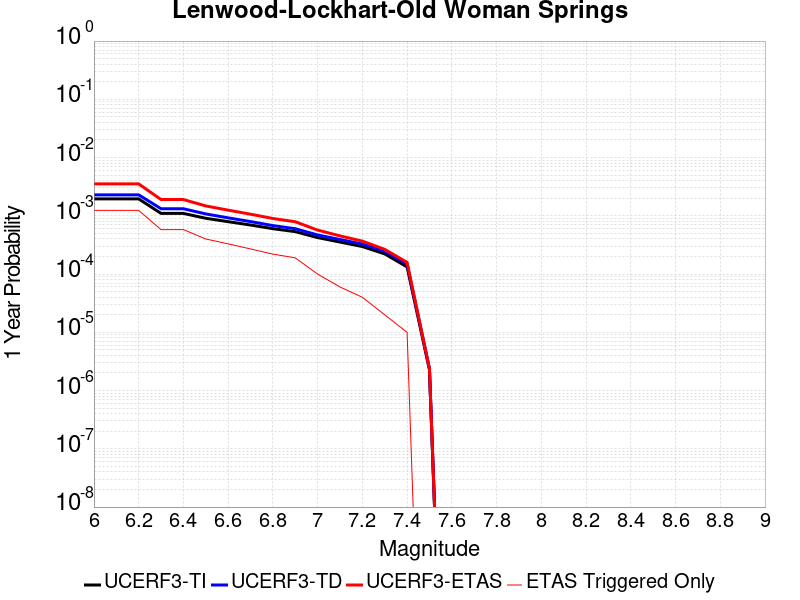 Lenwood-Lockhart-Old Woman Springs
1 Year Probability
10^0
10^-1
10^-2
10^-3
10^-4
10^-5
10^-6
10^-7
10^-8
6 6.2 6.4 6.6 6.8 7 7.2 7.4 7.6 7.8 8 8.2 8.4 8.6 8.8 9
Magnitude
UCERF3-TI UCERF3-TD UCERF3-ETAS ETAS Triggered Only